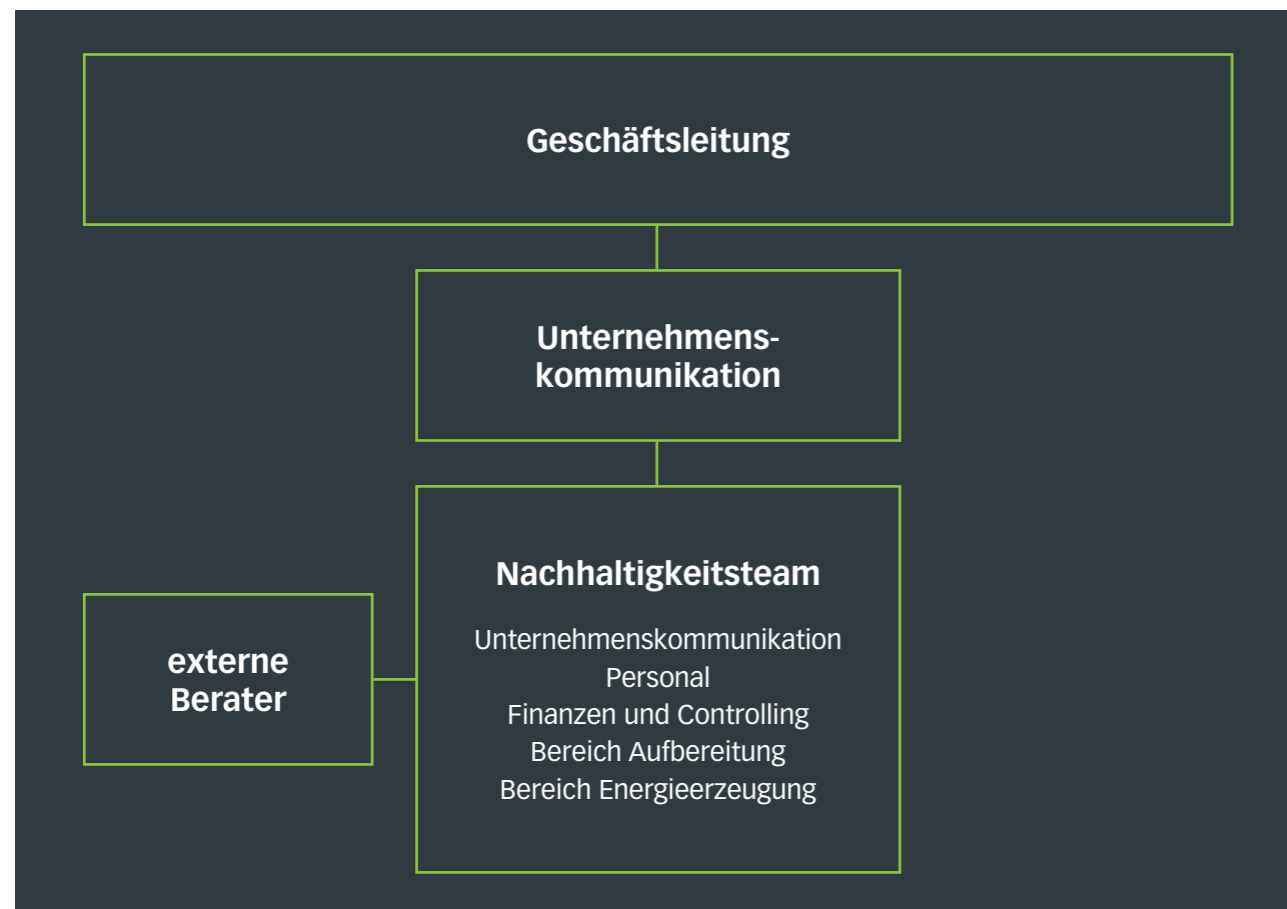 Geschäftsleitung
Unternehmens-
kommunikation
Nachhaltigkeitsteam
Unternehmenskommunikation
Personal
Finanzen und Controlling
Bereich Aufbereitung
Bereich Energieerzeugung
externe
Berater